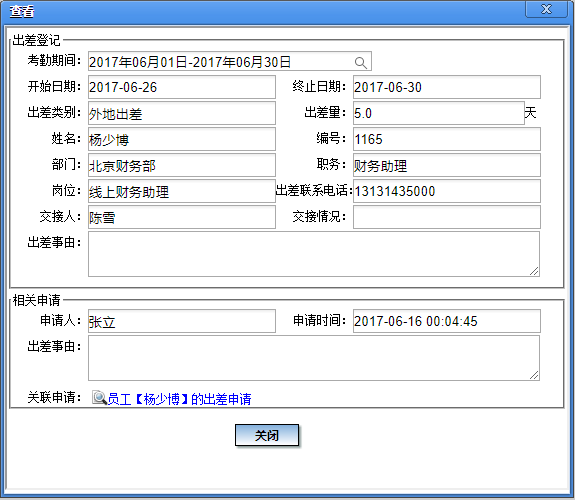 查看
出差登记
考勤期间：2017年06月01日-2017年06月30日
开始日期：2017-06-26 终止日期：2017-06-30
出差类别：外地出差 出差量：5.0 天
姓名：杨少博 编号：1165
部门：北京财务部 职务：财务助理
岗位：线上财务助理 出差联系电话：13131435000
交接人：陈雪 交接情况：
出差事由：
相关申请
申请人：张立 申请时间：2017-06-16 00:04:45
出差事由：
关联申请：员工【杨少博】的出差申请
关闭